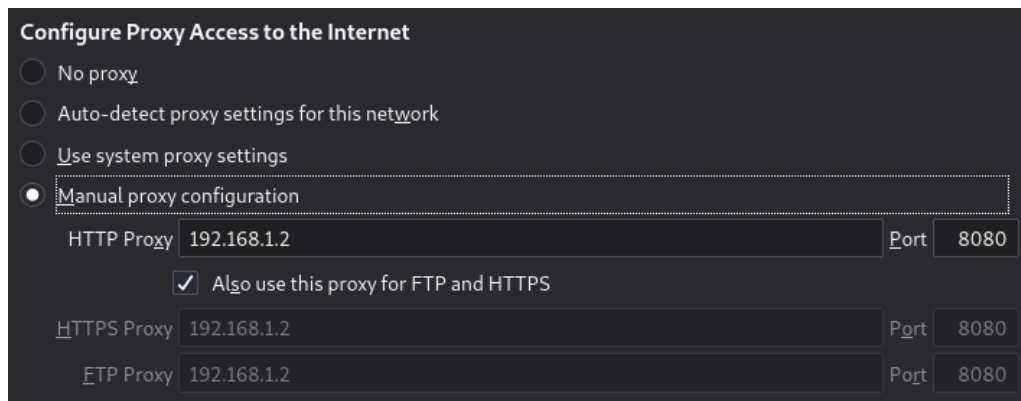 Configure Proxy Access to the Internet
No proxy
Auto-detect proxy settings for this network
Use system proxy settings
Manual proxy configuration
HTTP Proxy 192.168.1.2 Port 8080
Also use this proxy for FTP and HTTPS
HTTPS Proxy 192.168.1.2 Port 8080
FTP Proxy 192.168.1.2 Port 8080